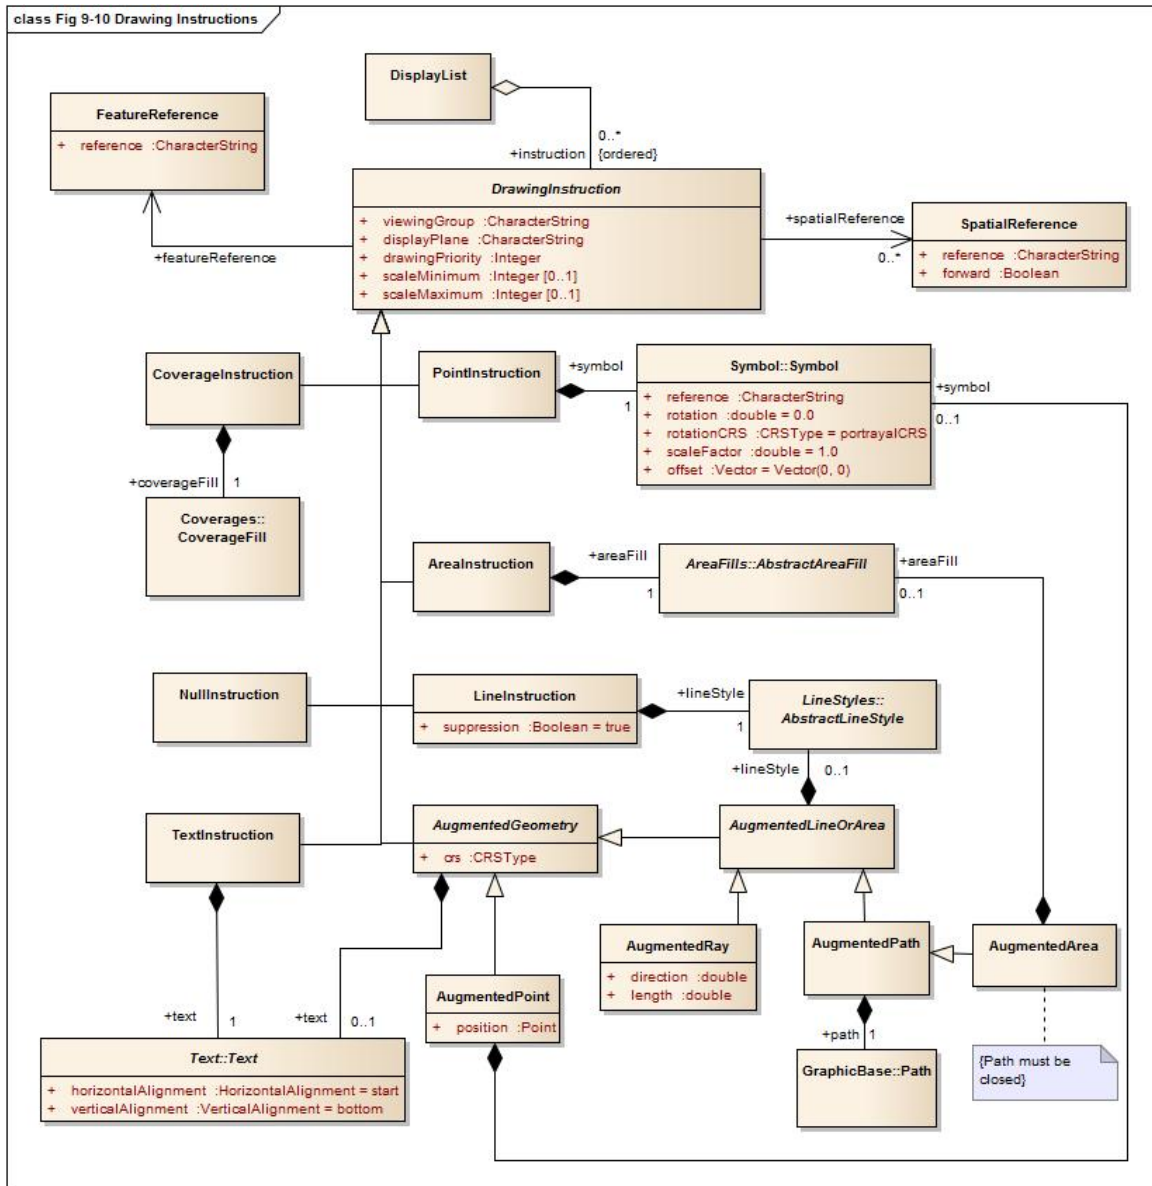 class Fig 9-10 Drawing Instructions
DisplayList
FeatureReference
+ reference :CharacterString
0..*
+instruction {ordered}
DrawingInstruction
+ viewingGroup :CharacterString
+ displayPlane :CharacterString
+ drawingPriority :Integer
+ scaleMinimum :Integer [0..1]
+ scaleMaximum :Integer [0..1]
+featureReference
+spatialReference
0..*
SpatialReference
+ reference :CharacterString
+ forward :Boolean
CoverageInstruction
PointInstruction
+symbol
1
Symbol::Symbol
+ reference :CharacterString
+ rotation :double = 0.0
+ rotationCRS :CRSType = portrayalCRS
+ scaleFactor :double = 1.0
+ offset :Vector = Vector(0, 0)
+symbol
0..1
+coverageFill 1
Coverages::
CoverageFill
AreaInstruction
+areaFill
1
AreaFills::AbstractAreaFill
+areaFill
0..1
NullInstruction
LineInstruction
+ suppression :Boolean = true
+lineStyle
1
LineStyles::
AbstractLineStyle
+lineStyle 0..1
TextInstruction
AugmentedGeometry
+ crs :CRSType
AugmentedLineOrArea
AugmentedRay
+ direction :double
+ length :double
AugmentedPath
AugmentedArea
AugmentedPoint
+ position :Point
+text 1
+text 0..1
+path 1
GraphicBase::Path
{Path must be
closed}
Text::Text
+ horizontalAlignment :HorizontalAlignment = start
+ verticalAlignment :VerticalAlignment = bottom